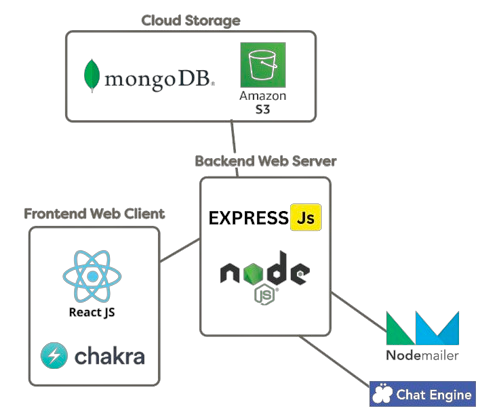 Cloud Storage
mongoDB®
Amazon
S3
Backend Web Server
EXPRESS Js
node
JS
®
Frontend Web Client
React JS
chakra
Nodemailer
Chat Engine